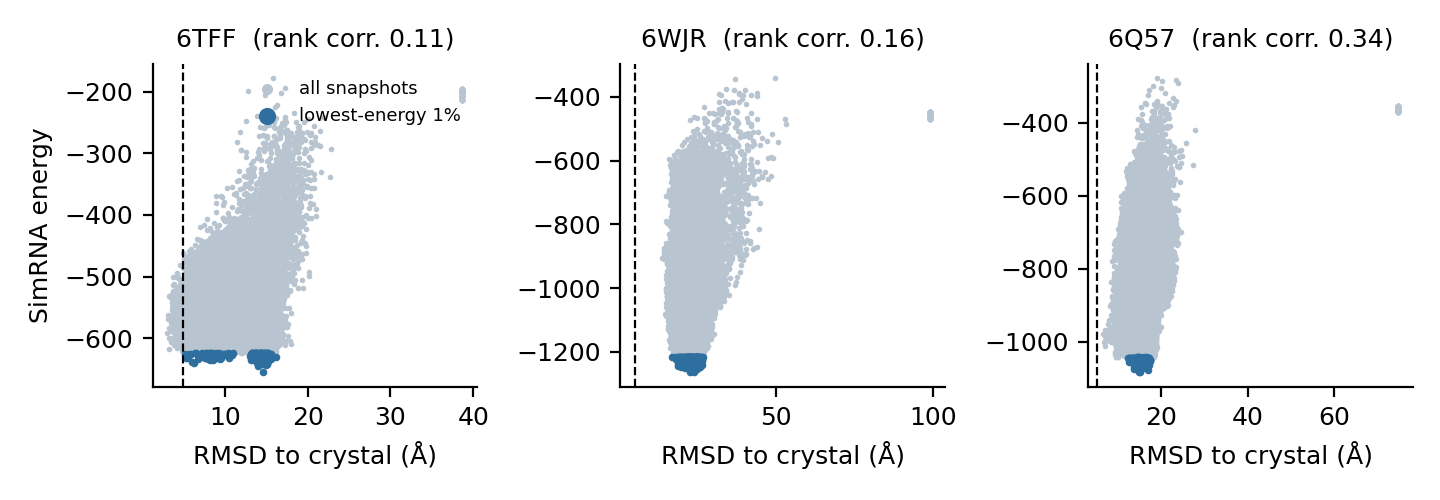 6TFF (rank corr. 0.11)
6WJR (rank corr. 0.16)
6Q57 (rank corr. 0.34)
SimRNA energy
−200
−300
−400
−500
−600
all snapshots
lowest-energy 1%
10 20 30 40
RMSD to crystal (Å)
−400
−600
−800
−1000
−1200
50 100
RMSD to crystal (Å)
−400
−600
−800
−1000
20 40 60
RMSD to crystal (Å)